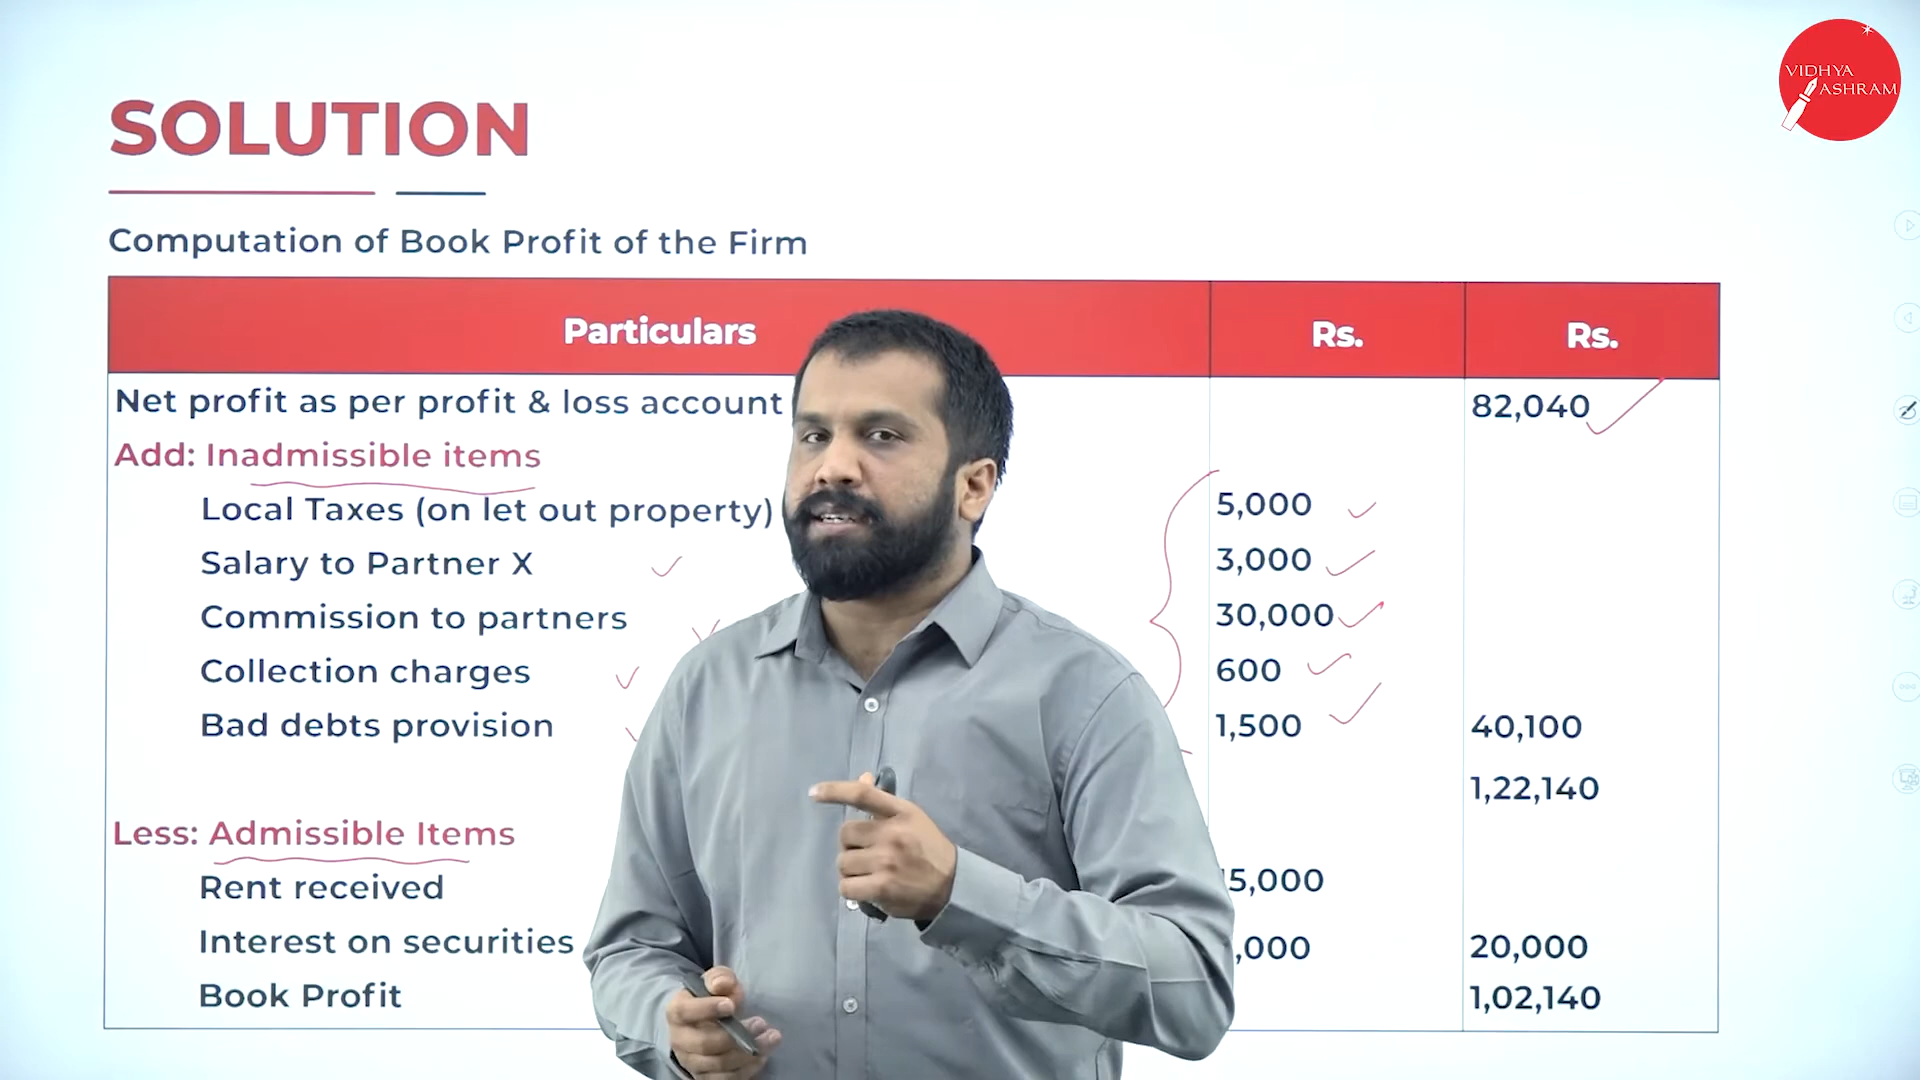 VIDHYA
ASHRAM
SOLUTION
Computation of Book Profit of the Firm
Particulars Rs. Rs.
Net profit as per profit & loss account 82,040
Add: Inadmissible items
Local Taxes (on let out property) 5,000
Salary to Partner X 3,000
Commission to partners 30,000
Collection charges 600
Bad debts provision 1,500 40,100
1,22,140
Less: Admissible Items
Rent received 15,000
Interest on securities ,000 20,000
Book Profit 1,02,140